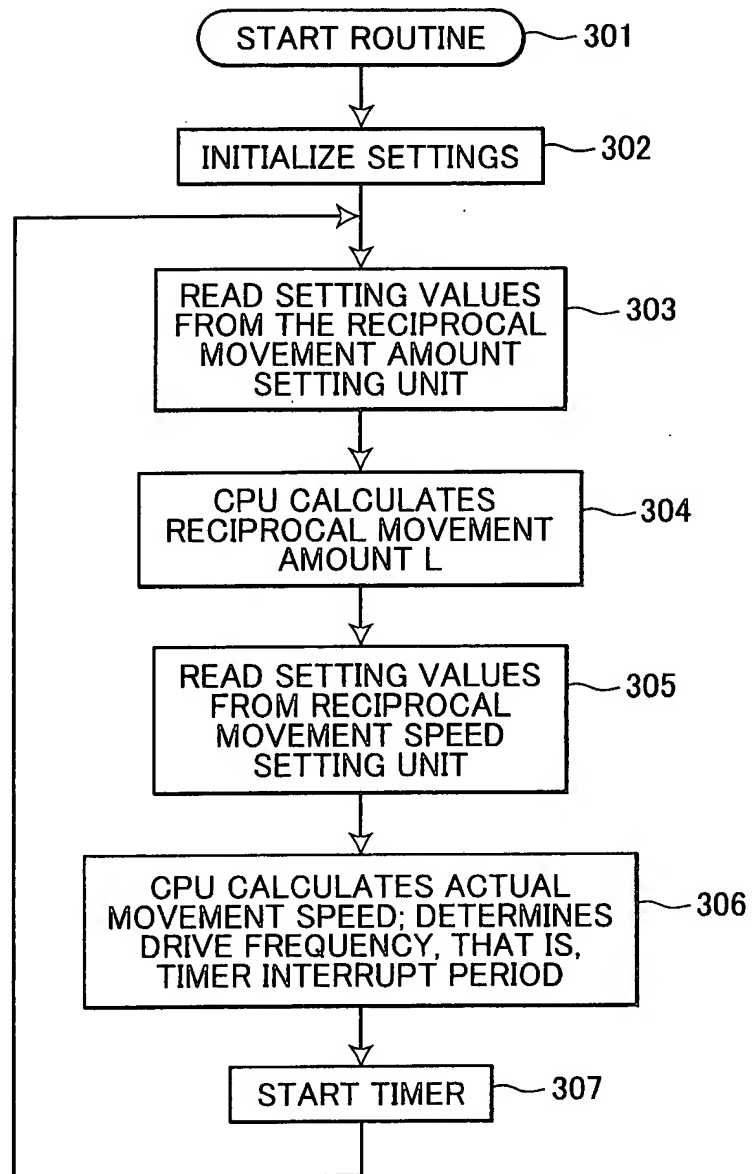 START ROUTINE
301
INITIALIZE SETTINGS
302
READ SETTING VALUES
FROM THE RECIPROCAL
MOVEMENT AMOUNT
SETTING UNIT
303
CPU CALCULATES
RECIPROCAL MOVEMENT
AMOUNT L
304
READ SETTING VALUES
FROM RECIPROCAL
MOVEMENT SPEED
SETTING UNIT
305
CPU CALCULATES ACTUAL
MOVEMENT SPEED; DETERMINES
DRIVE FREQUENCY, THAT IS,
TIMER INTERRUPT PERIOD
306
START TIMER
307